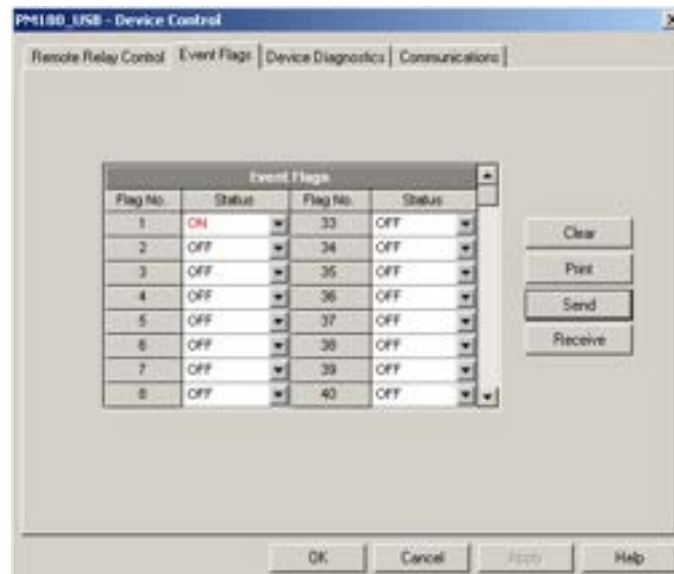 PM180_USB - Device Control
Remote Relay Control Event Flags Device Diagnostics Communications
Event Flags
Flag No. Status Flag No. Status
1 ON 33 OFF
2 OFF 34 OFF
3 OFF 35 OFF
4 OFF 36 OFF
5 OFF 37 OFF
6 OFF 38 OFF
7 OFF 39 OFF
8 OFF 40 OFF
Clear
Print
Send
Receive
OK Cancel Apply Help